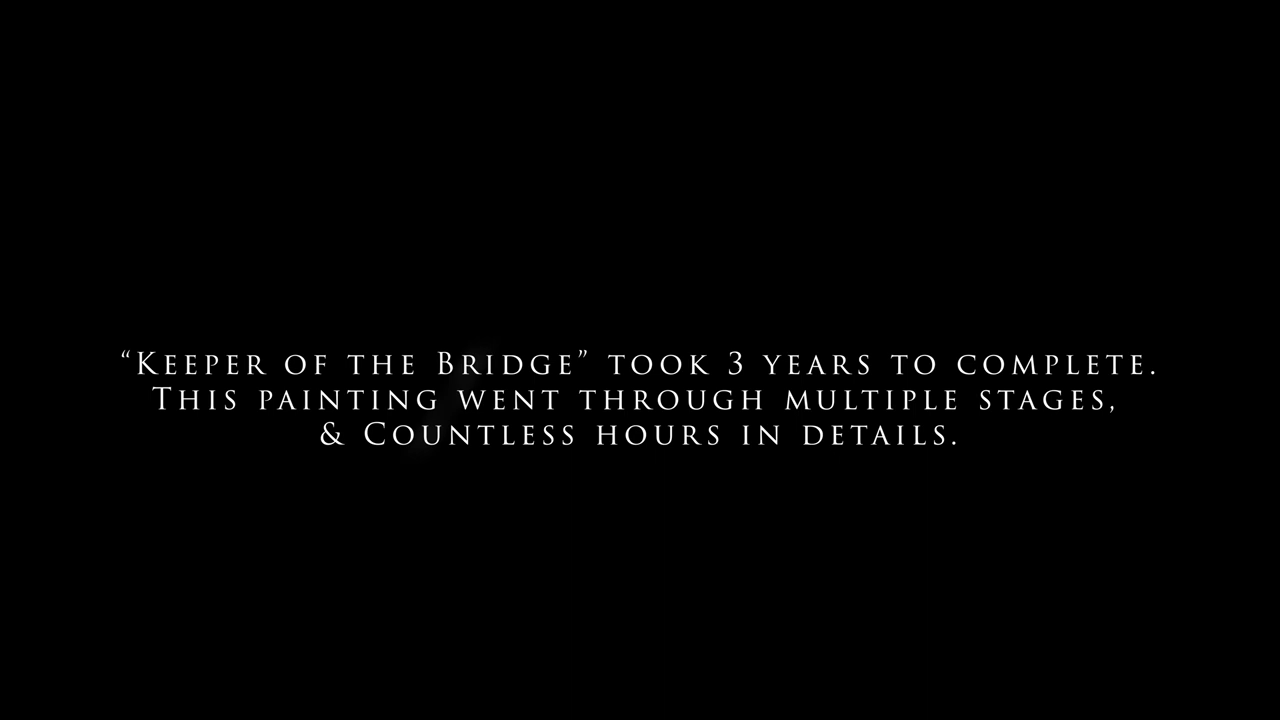 “Keeper of the Bridge” took 3 years to complete.
This painting went through multiple stages,
& Countless hours in details.